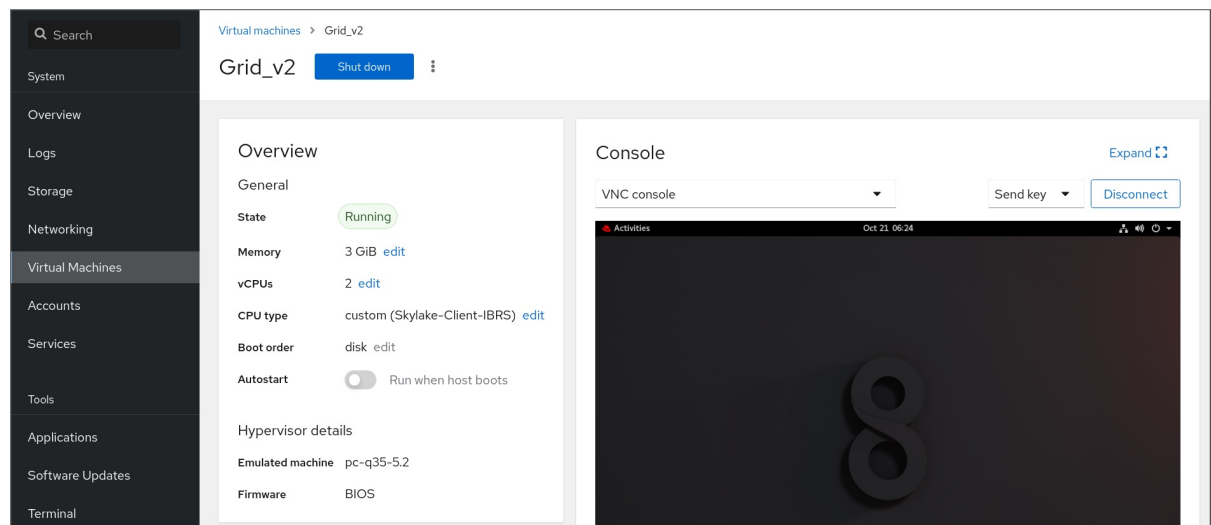 Search
System
Overview
Logs
Storage
Networking
Virtual Machines
Accounts
Services
Tools
Applications
Software Updates
Terminal
Virtual machines > Grid_v2
Grid_v2 Shut down
Overview
General
State Running
Memory 3 GiB edit
vCPUs 2 edit
CPU type custom (Skylake-Client-IBRS) edit
Boot order disk edit
Autostart Run when host boots
Hypervisor details
Emulated machine pc-q35-5.2
Firmware BIOS
Console Expand
VNC console Send key Disconnect
Activities Oct 21 06:24
8